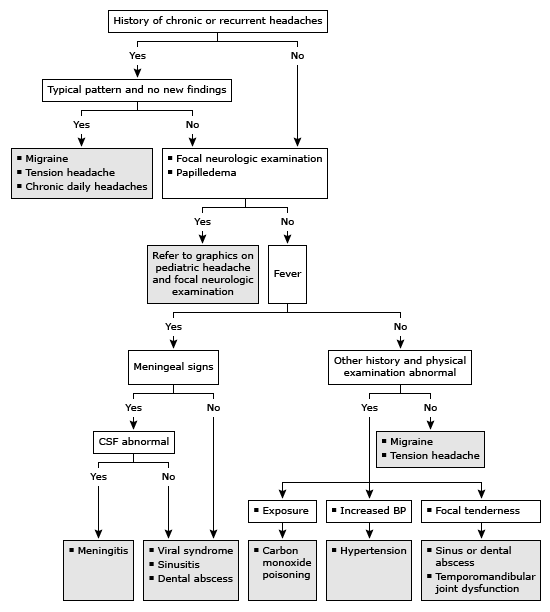 History of chronic or recurrent headaches
Yes
No
Typical pattern and no new findings
Yes
No
▪ Migraine
▪ Tension headache
▪ Chronic daily headaches
▪ Focal neurologic examination
▪ Papilledema
Yes
No
Refer to graphics on
pediatric headache
and focal neurologic
examination
Fever
Yes
No
Meningeal signs
Other history and physical
examination abnormal
Yes
No
Yes
No
CSF abnormal
▪ Migraine
▪ Tension headache
Yes
No
▪ Exposure
▪ Increased BP
▪ Focal tenderness
▪ Meningitis
▪ Viral syndrome
▪ Sinusitis
▪ Dental abscess
▪ Carbon
monoxide
poisoning
▪ Hypertension
▪ Sinus or dental
abscess
▪ Temporomandibular
joint dysfunction